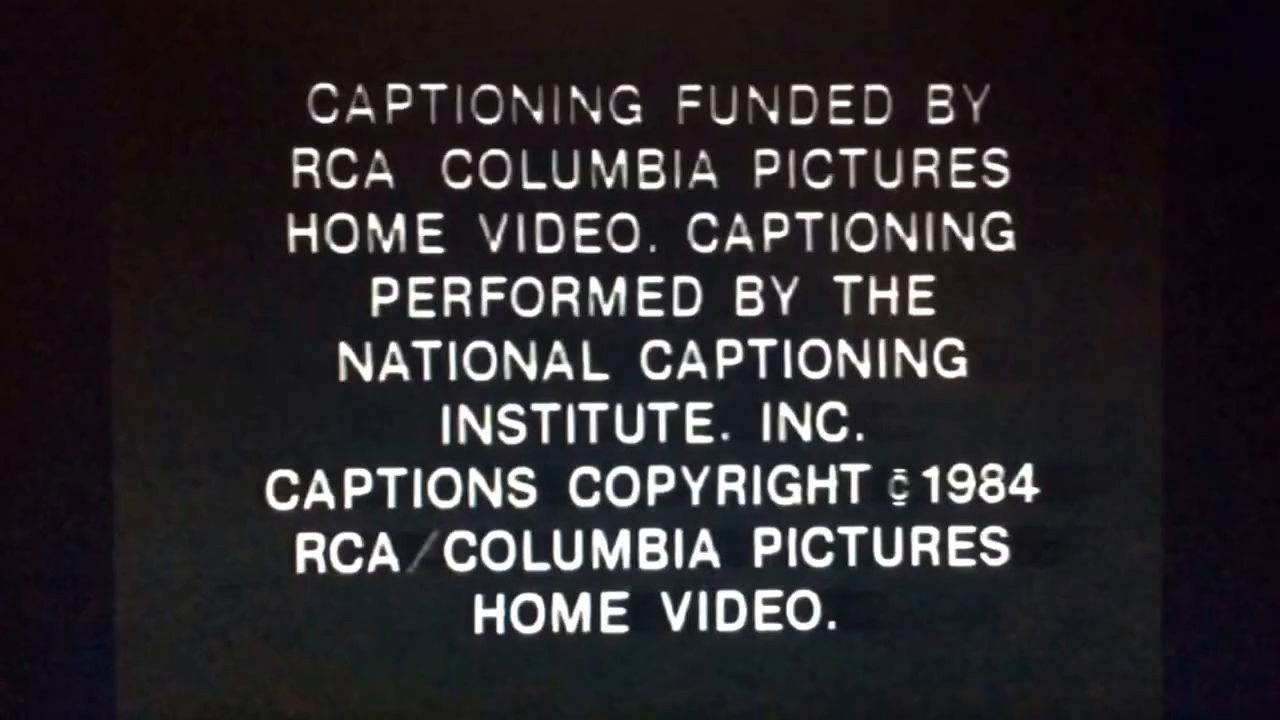 CAPTIONING FUNDED BY
RCA COLUMBIA PICTURES
HOME VIDEO. CAPTIONING
PERFORMED BY THE
NATIONAL CAPTIONING
INSTITUTE. INC.
CAPTIONS COPYRIGHT © 1984
RCA/COLUMBIA PICTURES
HOME VIDEO.